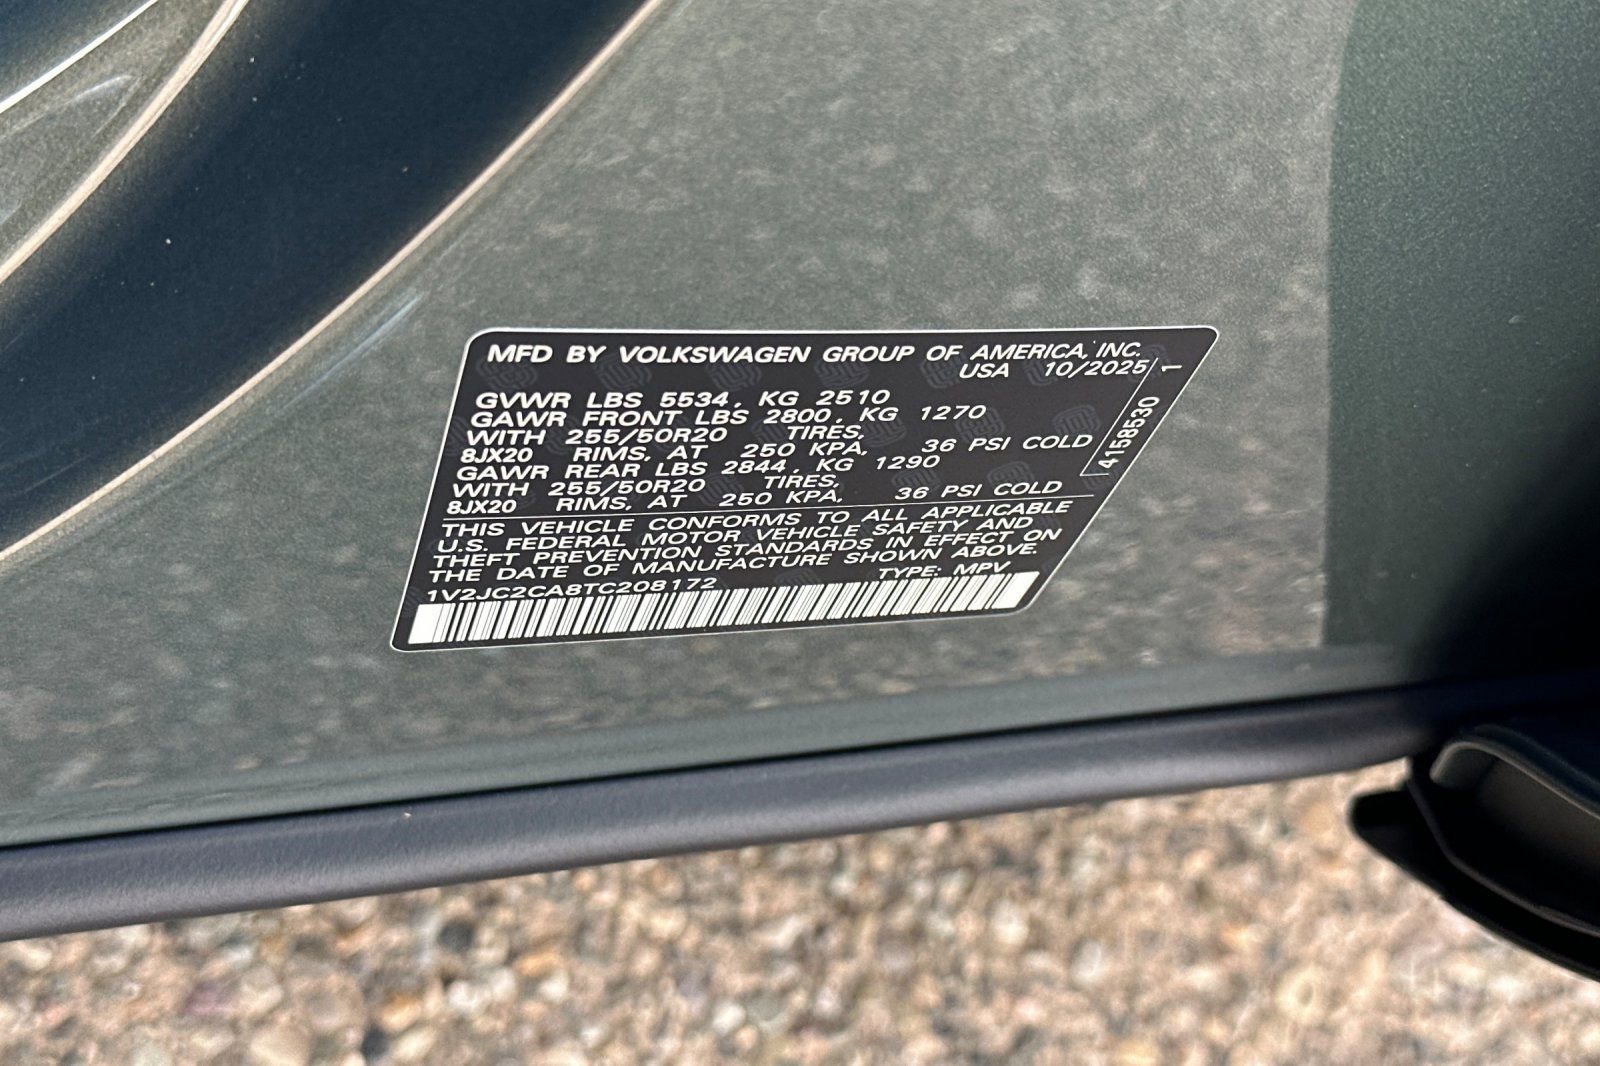 MFD BY VOLKSWAGEN GROUP OF AMERICA, INC.
USA 10/2025
GVWR LBS 5534, KG 2510
GAWR FRONT LBS 2800, KG 1270
WITH 255/50R20 TIRES,
8JX20 RIMS, AT 250 KPA, 36 PSI COLD
GAWR REAR LBS 2844, KG 1290
WITH 255/50R20 TIRES,
8JX20 RIMS, AT 250 KPA, 36 PSI COLD
THIS VEHICLE CONFORMS TO ALL APPLICABLE
U.S. FEDERAL MOTOR VEHICLE SAFETY AND
THEFT PREVENTION STANDARDS IN EFFECT ON
THE DATE OF MANUFACTURE SHOWN ABOVE.
1V2JC2CA8TC208172 TYPE: MPV
4158530 1